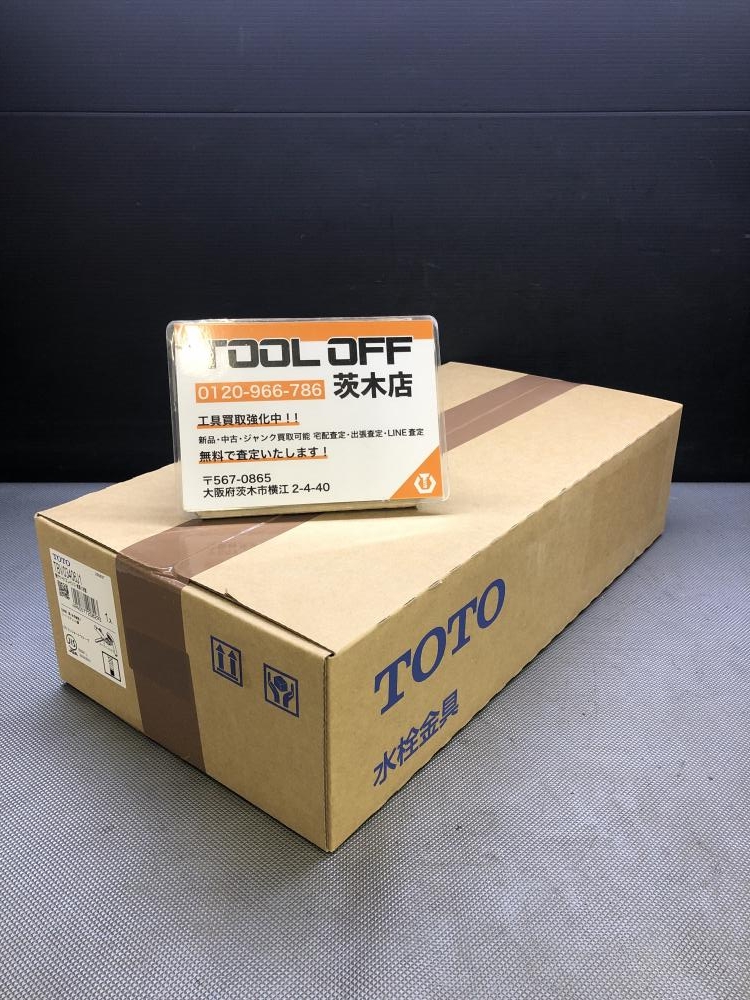 TOOL OFF
0120-966-786 茨木店
工具買取強化中！！
新品・中古・ジャンク買取可能 宅配査定・出張査定・LINE査定
無料で査定いたします！
〒567-0865
大阪府茨木市横江 2-4-40
TOTO
TBV03406J1
1入
TOTO
水栓金具